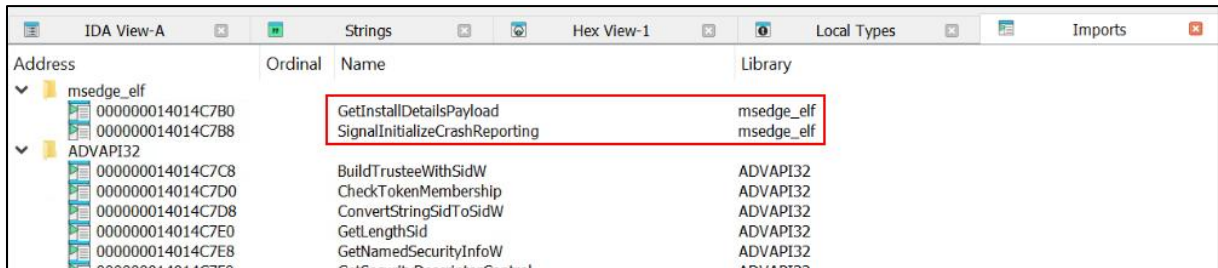 IDA View-A Strings Hex View-1 Local Types Imports
Address Ordinal Name Library
msedge_elf
000000014014C7B0 GetInstallDetailsPayload msedge_elf
000000014014C7B8 SignalInitializeCrashReporting msedge_elf
ADVAPI32
000000014014C7C8 BuildTrusteeWithSidW ADVAPI32
000000014014C7D0 CheckTokenMembership ADVAPI32
000000014014C7D8 ConvertStringSidToSidW ADVAPI32
000000014014C7E0 GetLengthSid ADVAPI32
000000014014C7E8 GetNamedSecurityInfoW ADVAPI32